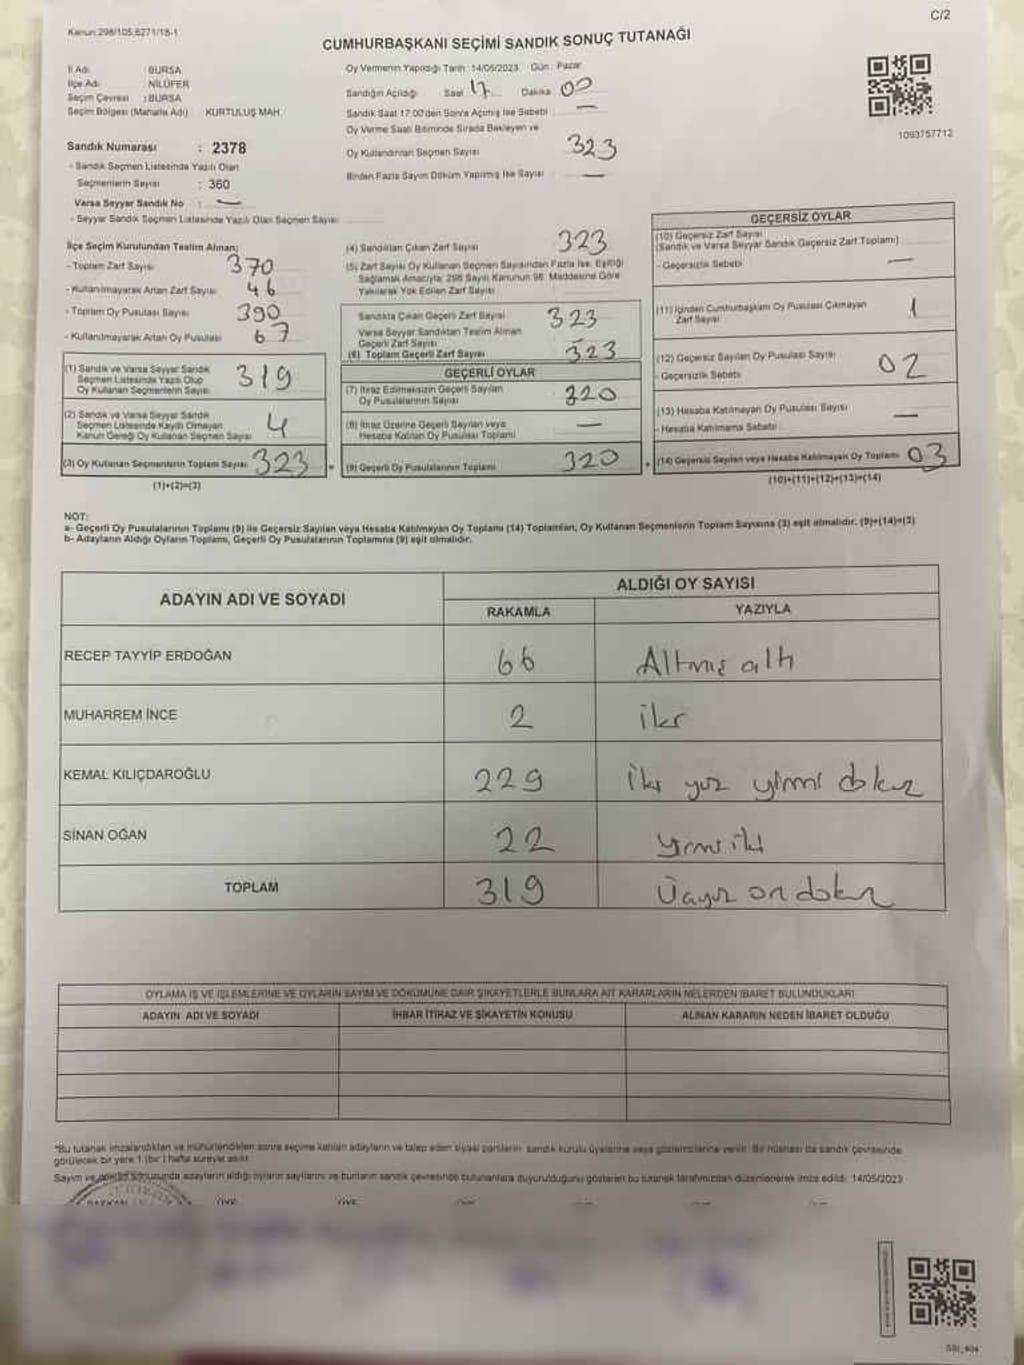 Kanun:298/105,6271/18-1
C/2
CUMHURBAŞKANI SEÇİMİ SANDIK SONUÇ TUTANAĞI
İl Adı : BURSA
İlçe Adı : NİLÜFER
Seçim Çevresi : BURSA
Seçim Bölgesi (Mahalle Adı) : KURTULUŞ MAH.
Sandık Numarası : 2378
- Sandık Seçmen Listesinde Yazılı Olan
Seçmenlerin Sayısı : 360
Varsa Seyyar Sandık No : —
- Seyyar Sandık Seçmen Listesinde Yazılı Olan Seçmen Sayısı
Oy Vermenin Yapıldığı Tarih: 14/05/2023 Gün: Pazar
Sandığın Açıldığı Saat 17 Dakika 00
Sandık Saat 17.00'den Sonra Açılmış İse Sebebi —
Oy Verme Saati Bitiminde Sırada Bekleyen ve
Oy Kullandırılan Seçmen Sayısı 323
Birden Fazla Sayım Döküm Yapılmış İse Sayısı —
1093757712
İlçe Seçim Kurulundan Teslim Alınan;
- Toplam Zarf Sayısı 370
- Kullanılmayarak Artan Zarf Sayısı 46
- Toplam Oy Pusulası Sayısı 390
- Kullanılmayarak Artan Oy Pusulası 67
(1) Sandık ve Varsa Seyyar Sandık
Seçmen Listesinde Yazılı Olup
Oy Kullanan Seçmenlerin Sayısı 319
(2) Sandık ve Varsa Seyyar Sandık
Seçmen Listesinde Kayıtlı Olmayan
Kanun Gereği Oy Kullanan Seçmen Sayısı 4
(3) Oy Kullanan Seçmenlerin Toplam Sayısı 323
(1)+(2)=(3)
(4) Sandıktan Çıkan Zarf Sayısı 323
(5) Zarf Sayısı Oy Kullanan Seçmen Sayısından Fazla İse, Eşitliği
Sağlamak Amacıyla; 298 Sayılı Kanunun 98. Maddesine Göre
Yakılarak Yok Edilen Zarf Sayısı
Sandıkta Çıkan Geçerli Zarf Sayısı 323
Varsa Seyyar Sandıktan Teslim Alınan
Geçerli Zarf Sayısı
(6) Toplam Geçerli Zarf Sayısı 323
GEÇERLİ OYLAR
(7) İtiraz Edilmeksizin Geçerli Sayılan
Oy Pusulalarının Sayısı 320
(8) İtiraz Üzerine Geçerli Sayılan veya
Hesaba Katılan Oy Pusulası Toplamı —
(9) Geçerli Oy Pusulalarının Toplamı 320
GEÇERSİZ OYLAR
(10) Geçersiz Zarf Sayısı
(Sandık ve Varsa Seyyar Sandık Geçersiz Zarf Toplamı)
- Geçersizlik Sebebi —
(11) İçinden Cumhurbaşkanı Oy Pusulası Çıkmayan
Zarf Sayısı 1
(12) Geçersiz Sayılan Oy Pusulası Sayısı
- Geçersizlik Sebebi 02
(13) Hesaba Katılmayan Oy Pusulası Sayısı
- Hesaba Katılmama Sebebi —
(14) Geçersiz Sayılan veya Hesaba Katılmayan Oy Toplamı 03
(10)+(11)+(12)+(13)=(14)
NOT:
a- Geçerli Oy Pusulalarının Toplamı (9) ile Geçersiz Sayılan veya Hesaba Katılmayan Oy Toplamı (14) Toplamları, Oy Kullanan Seçmenlerin Toplam Sayısına (3) eşit olmalıdır. (9)+(14)=(3)
b- Adayların Aldığı Oyların Toplamı, Geçerli Oy Pusulalarının Toplamına (9) eşit olmalıdır.
ADAYIN ADI VE SOYADI
ALDIĞI OY SAYISI
RAKAMLA YAZIYLA
RECEP TAYYİP ERDOĞAN 66 Altmış altı
MUHARREM İNCE 2 iki
KEMAL KILIÇDAROĞLU 229 iki yüz yirmi dokuz
SİNAN OĞAN 22 yirmi iki
TOPLAM 319 Üçyüz on dokuz
OYLAMA İŞ VE İŞLEMLERİNE VE OYLARIN SAYIM VE DÖKÜMÜNE DAİR ŞİKAYETLERLE BUNLARA AİT KARARLARIN NELERDEN İBARET BULUNDUKLARI
ADAYIN ADI VE SOYADI İHBAR İTİRAZ VE ŞİKAYETİN KONUSU ALINAN KARARIN NEDEN İBARET OLDUĞU
*Bu tutanak imzalandıktan ve mühürlendikten sonra seçime katılan adayların ve talep eden siyasi partilerin sandık kurulu üyelerine veya gözlemcilerine verilir. Bir nüshası da sandık çevresinde
görülecek bir yere 1 (bir) hafta süreyle asılır.
Sayım ve döküm sonucunda adayların aldığı oyların sayılarını ve bunların sandık çevresinde bulunanlara duyurulduğunu gösteren bu tutanak tarafımızdan düzenlenerek imza edildi. 14/05/2023